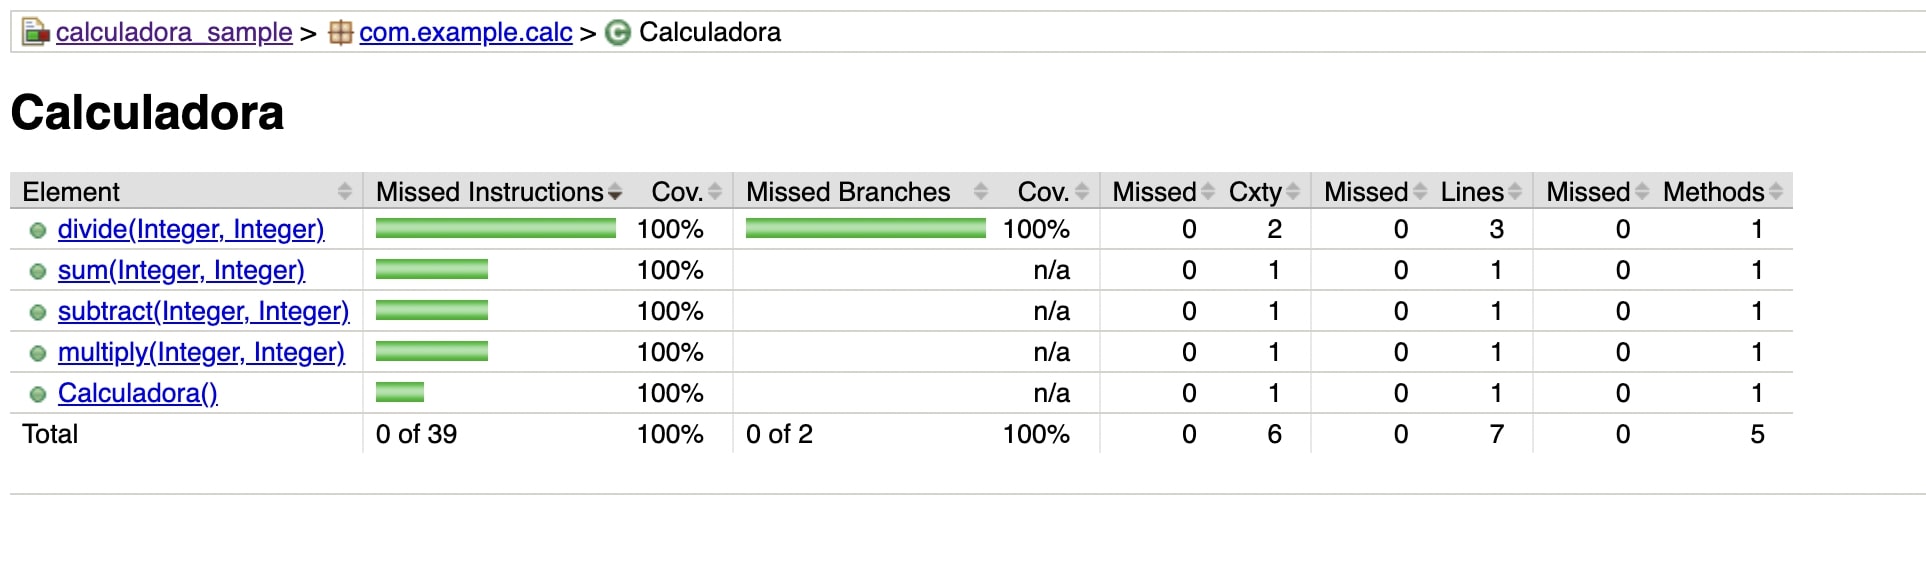 calculadora_sample > com.example.calc > C Calculadora
Calculadora
Element Missed Instructions Cov. Missed Branches Cov. Missed Cxty Missed Lines Missed Methods
divide(Integer, Integer) 100% 100% 0 2 0 3 0 1
sum(Integer, Integer) 100% n/a 0 1 0 1 0 1
subtract(Integer, Integer) 100% n/a 0 1 0 1 0 1
multiply(Integer, Integer) 100% n/a 0 1 0 1 0 1
Calculadora() 100% n/a 0 1 0 1 0 1
Total 0 of 39 100% 0 of 2 100% 0 6 0 7 0 5